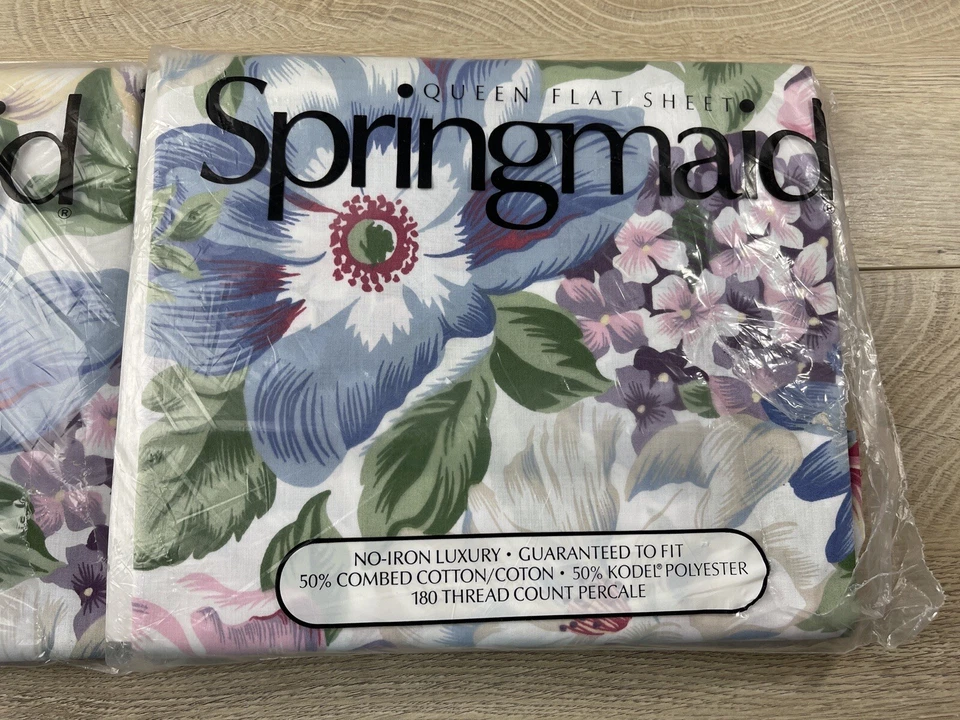 QUEEN FLAT SHEET
Springmaid
id®
NO-IRON LUXURY • GUARANTEED TO FIT
50% COMBED COTTON/COTON • 50% KODEL® POLYESTER
180 THREAD COUNT PERCALE